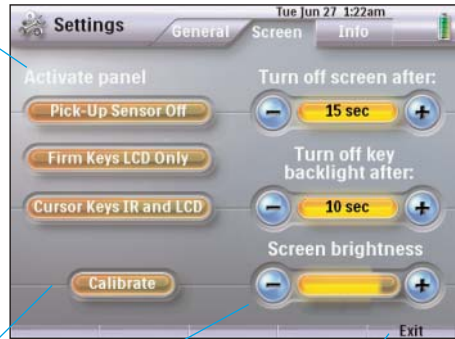 Tue Jun 27 1:22am
Settings
General
Screen
Info
Activate panel
Pick-Up Sensor Off
Firm Keys LCD Only
Cursor Keys IR and LCD
Calibrate
Turn off screen after:
15 sec
Turn off key
backlight after:
10 sec
Screen brightness
Exit